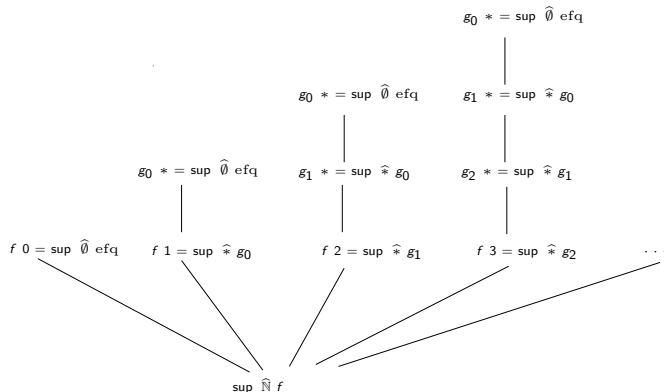 g₀ * = sup ∅̂ efq
g₀ * = sup ∅̂ efq
g₁ * = sup *̂ g₀
g₀ * = sup ∅̂ efq
g₁ * = sup *̂ g₀
g₂ * = sup *̂ g₁
f 0 = sup ∅̂ efq
f 1 = sup *̂ g₀
f 2 = sup *̂ g₁
f 3 = sup *̂ g₂
. . .
sup ℕ̂ f